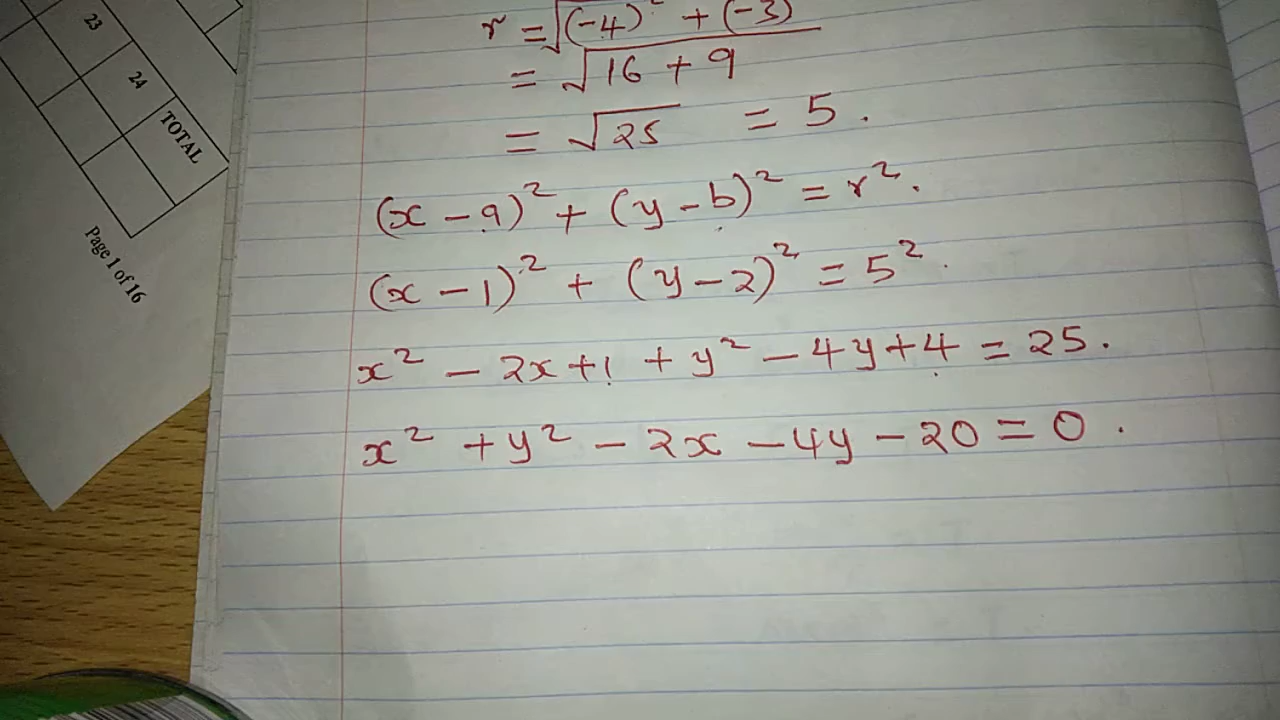 23
24
TOTAL
Page 1 of 16
r = √(-4)² + (-3)
= √16 + 9
= √25 = 5.
(x - a)² + (y - b)² = r².
(x - 1)² + (y - 2)² = 5².
x² - 2x + 1 + y² - 4y + 4 = 25.
x² + y² - 2x - 4y - 20 = 0.